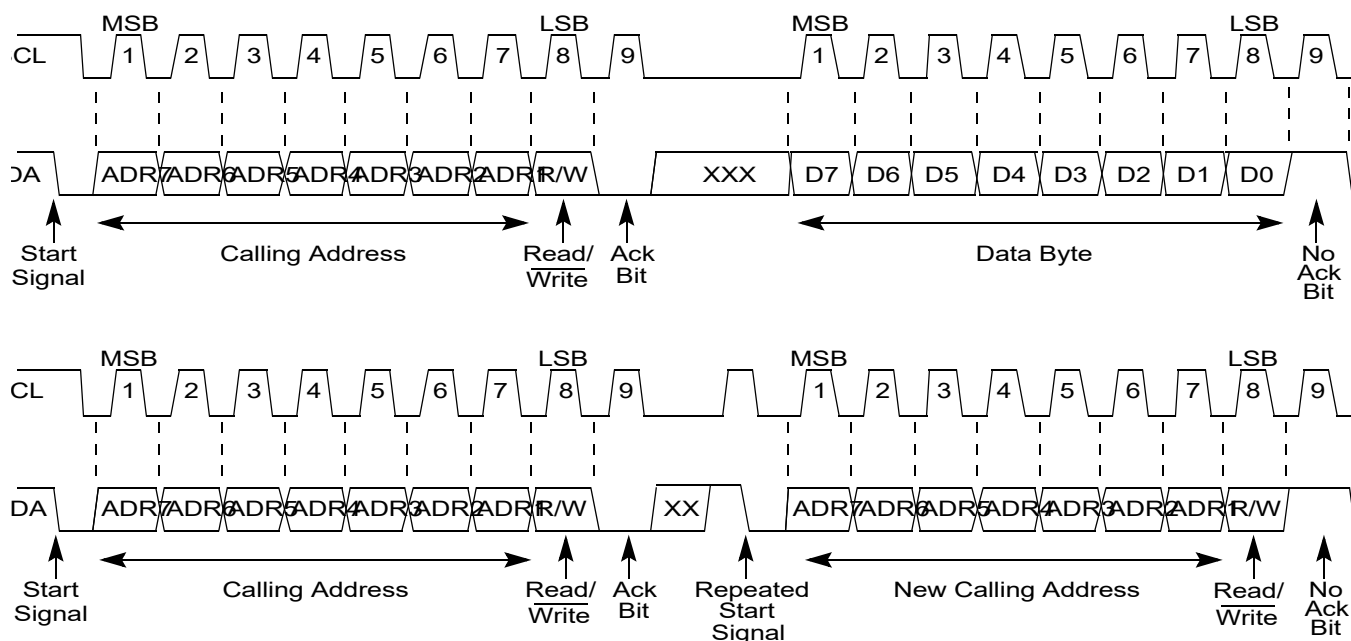 MSB LSB MSB LSB
CL 1 2 3 4 5 6 7 8 9 1 2 3 4 5 6 7 8 9
DA ADR7 ADR6 ADR5 ADR4 ADR3 ADR2 ADR1 R/W XXX D7 D6 D5 D4 D3 D2 D1 D0
Start Signal
Calling Address
Read/
Write
Ack
Bit
Data Byte
No
Ack
Bit
MSB LSB MSB LSB
CL 1 2 3 4 5 6 7 8 9 1 2 3 4 5 6 7 8 9
DA ADR7 ADR6 ADR5 ADR4 ADR3 ADR2 ADR1 R/W XX ADR7 ADR6 ADR5 ADR4 ADR3 ADR2 ADR1 R/W
Start
Signal
Calling Address
Read/
Write
Ack
Bit
Repeated
Start
Signal
New Calling Address
Read/
Write
No
Ack
Bit